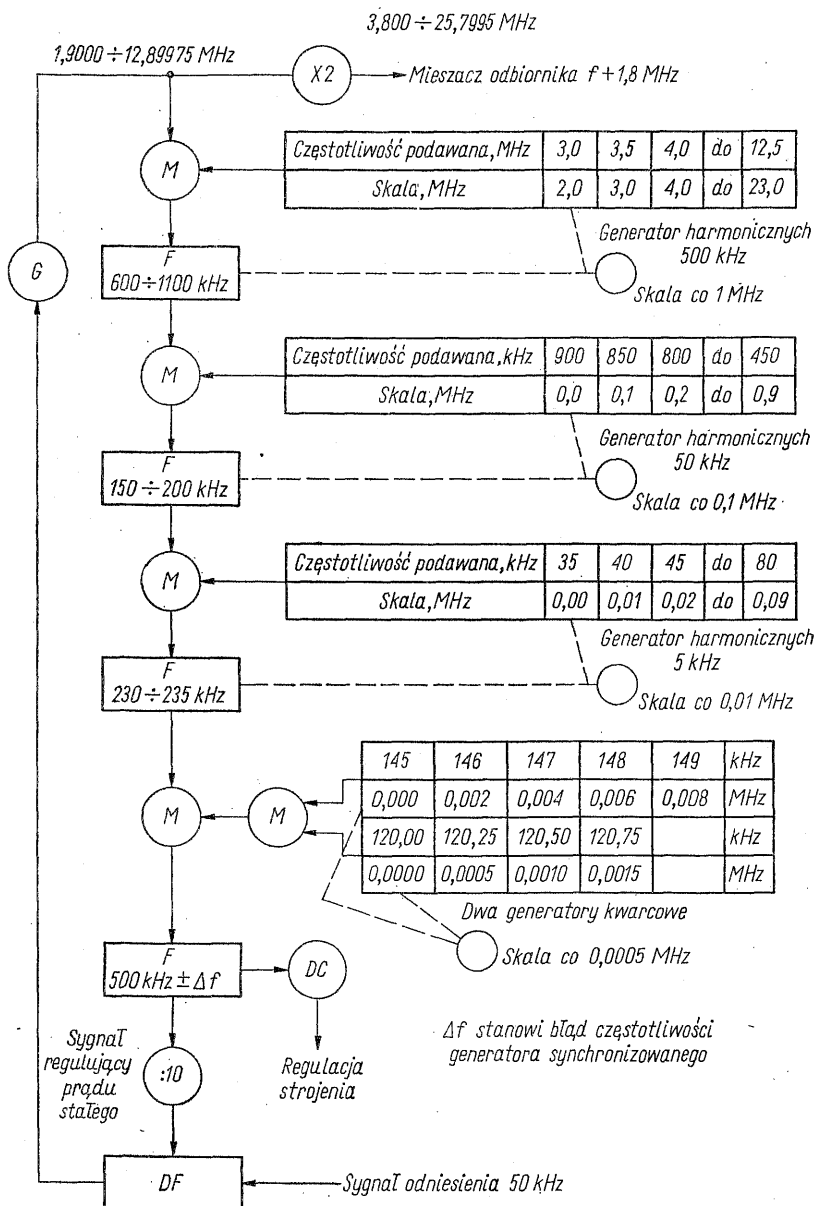 3,800 ÷ 25,7995 MHz
1,9000 ÷ 12,89975 MHz
X2
Mieszacz odbiornika f + 1,8 MHz
M
Częstotliwość podawana, MHz 3,0 3,5 4,0 do 12,5
Skala, MHz 2,0 3,0 4,0 do 23,0
Generator harmonicznych
500 kHz
Skala co 1 MHz
G
F
600 ÷ 1100 kHz
M
Częstotliwość podawana, kHz 900 850 800 do 450
Skala, MHz 0,0 0,1 0,2 do 0,9
Generator harmonicznych
50 kHz
Skala co 0,1 MHz
F
150 ÷ 200 kHz
M
Częstotliwość podawana, kHz 35 40 45 do 80
Skala, MHz 0,00 0,01 0,02 do 0,09
Generator harmonicznych
5 kHz
Skala co 0,01 MHz
F
230 ÷ 235 kHz
145 146 147 148 149 kHz
0,000 0,002 0,004 0,006 0,008 MHz
120,00 120,25 120,50 120,75 kHz
0,0000 0,0005 0,0010 0,0015 MHz
M
M
Dwa generatory kwarcowe
Skala co 0,0005 MHz
F
500 kHz ± Δf
DC
Δf stanowi błąd częstotliwości
generatora synchronizowanego
Regulacja
strojenia
Sygnał
regulujący
prądu
stałego
:10
DF
Sygnał odniesienia 50 kHz